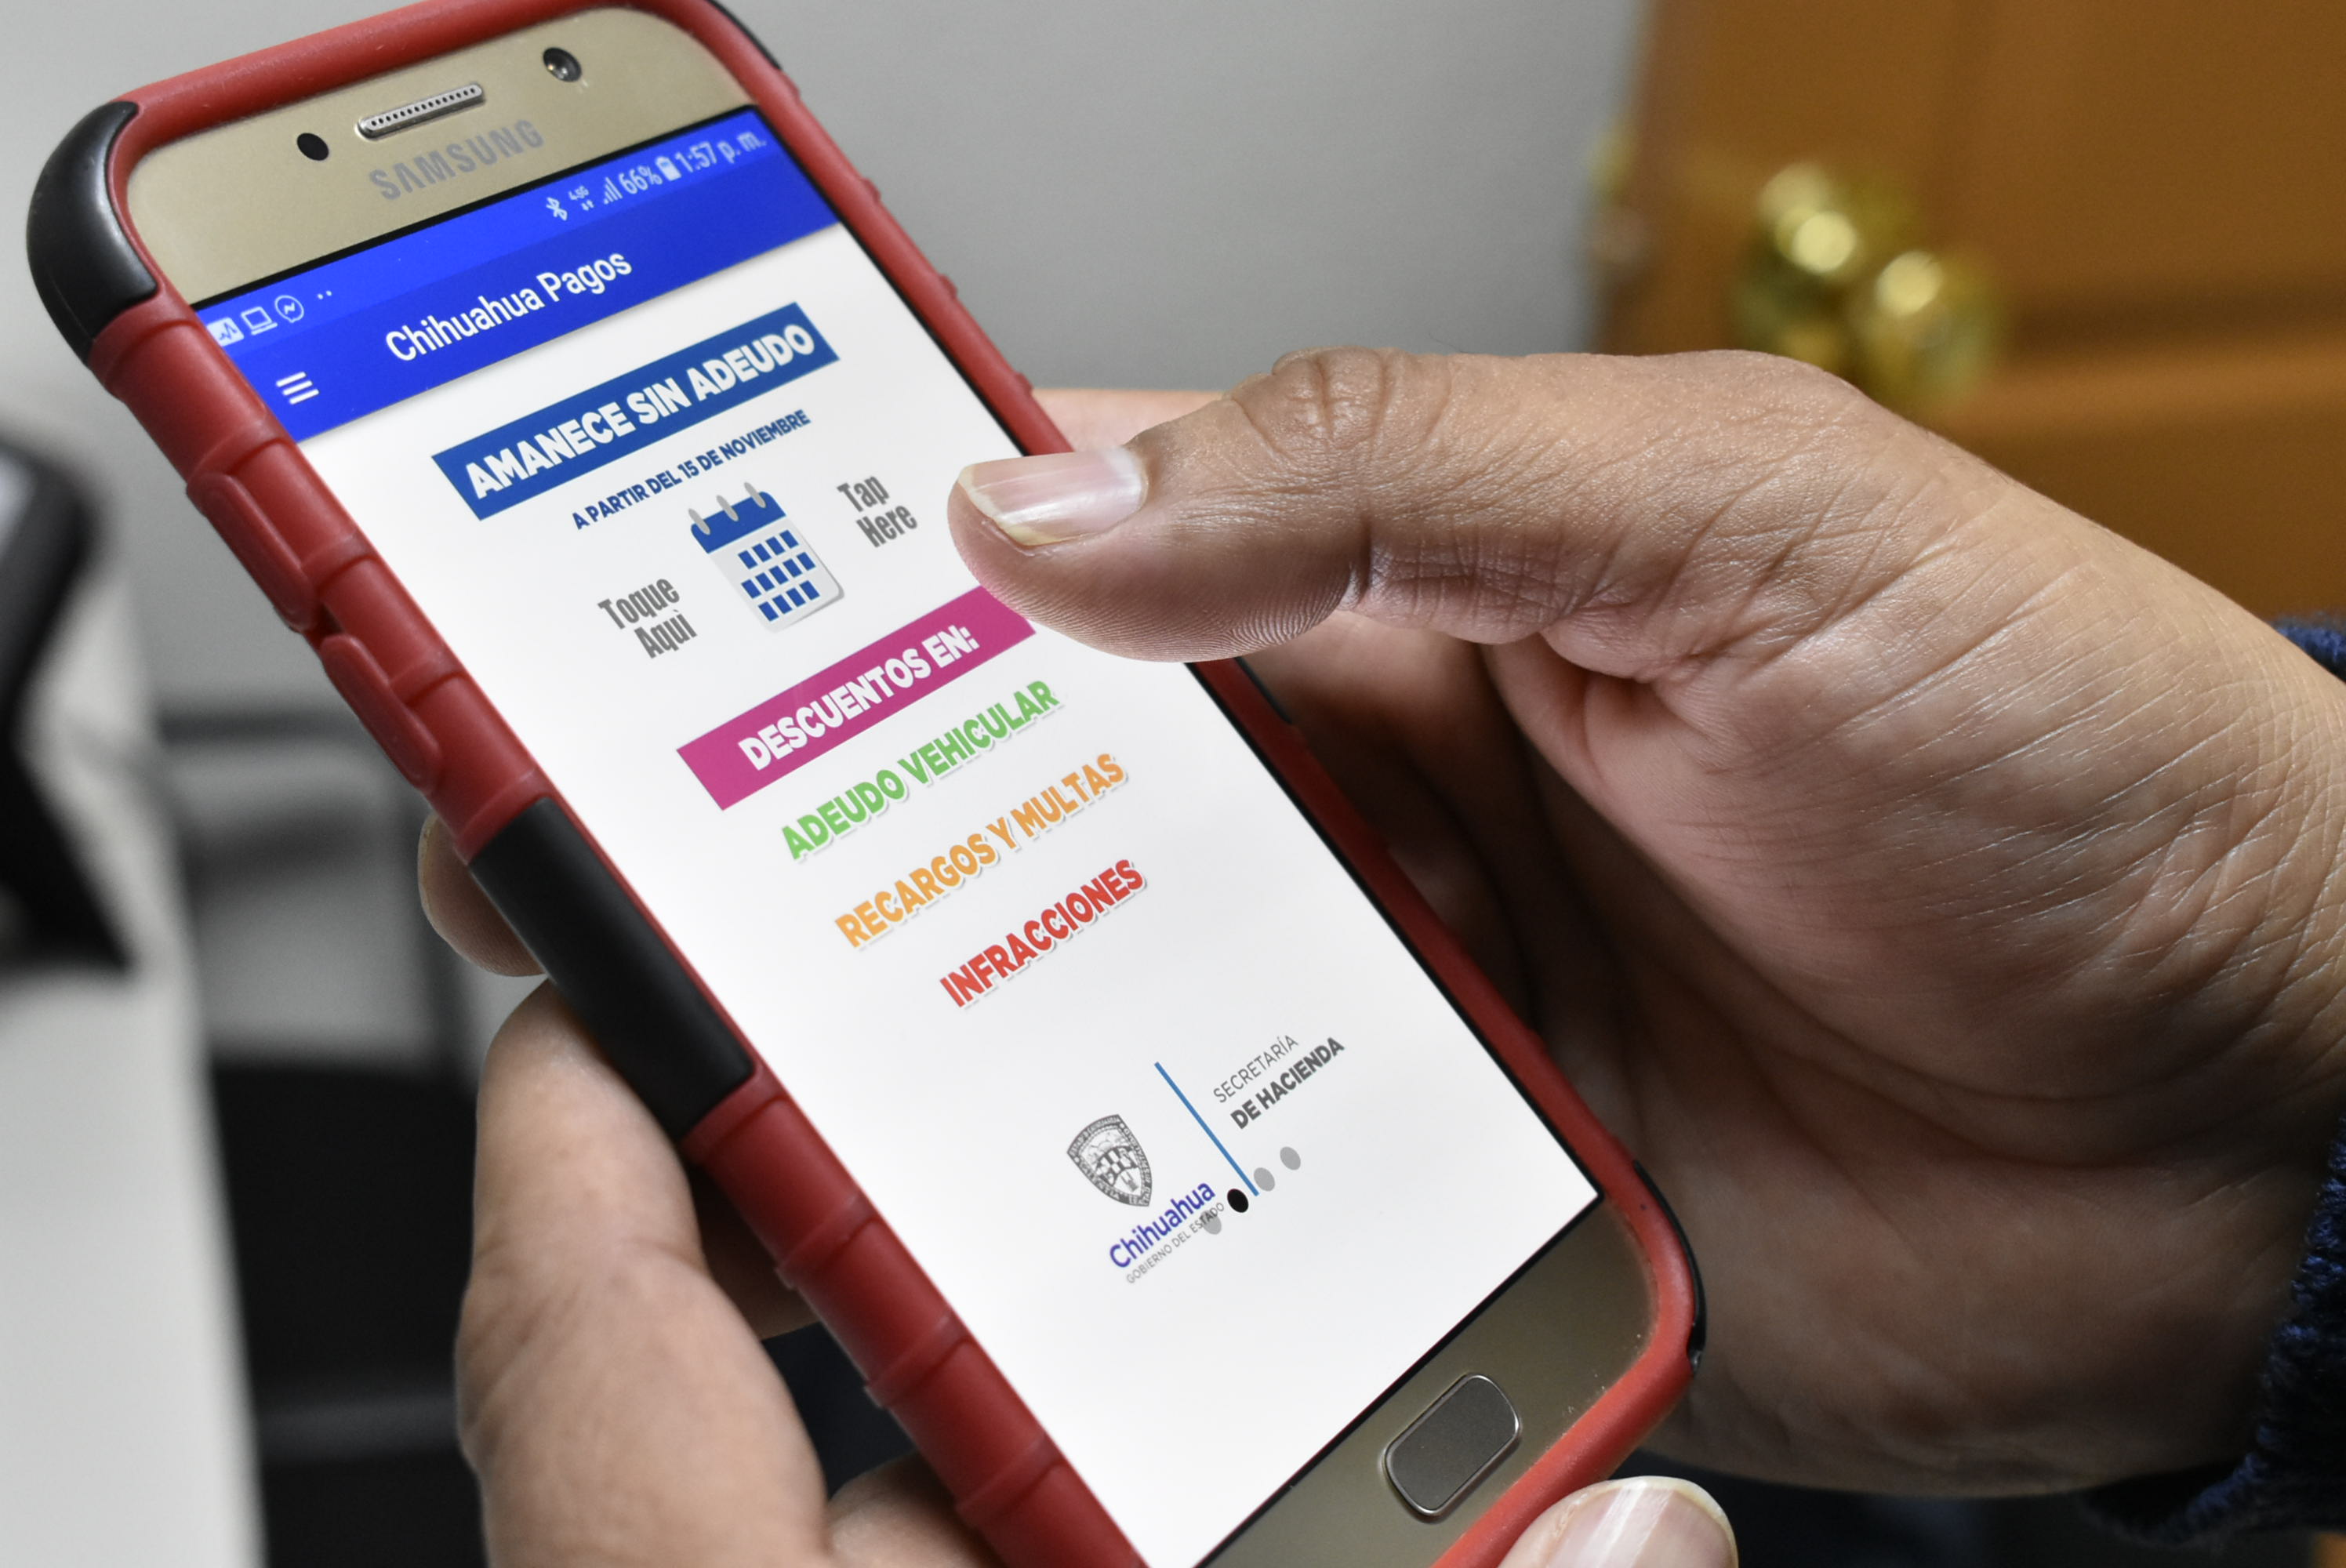 SAMSUNG
66% 1:57 p. m.
Chihuahua Pagos
AMANECE SIN ADEUDO
A PARTIR DEL 15 DE NOVIEMBRE
Tap
Here
Toque
Aquì
DESCUENTOS EN:
ADEUDO VEHICULAR
RECARGOS Y MULTAS
INFRACCIONES
SECRETARÍA
DE HACIENDA
Chihuahua
GOBIERNO DEL ESTADO